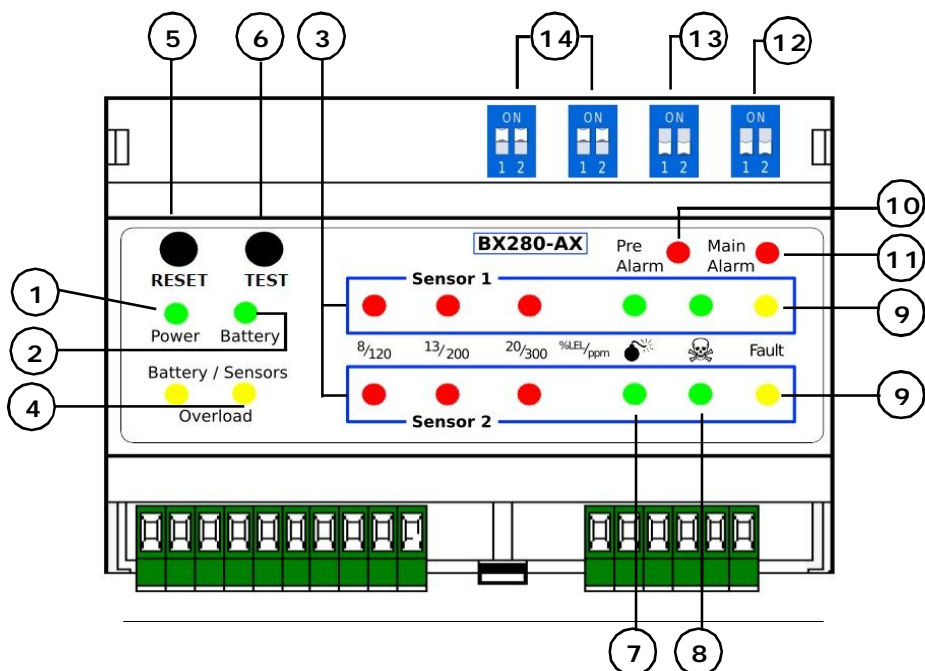 5 6 3 14 13 12
ON ON ON ON
1 2 1 2 1 2 1 2
10
BX280-AX Pre Alarm Main Alarm
11
RESET TEST
Sensor 1
1
9
Power Battery
2
8/120 13/200 20/300 %LEL/ppm Fault
Battery / Sensors
Overload
4
9
Sensor 2
7 8